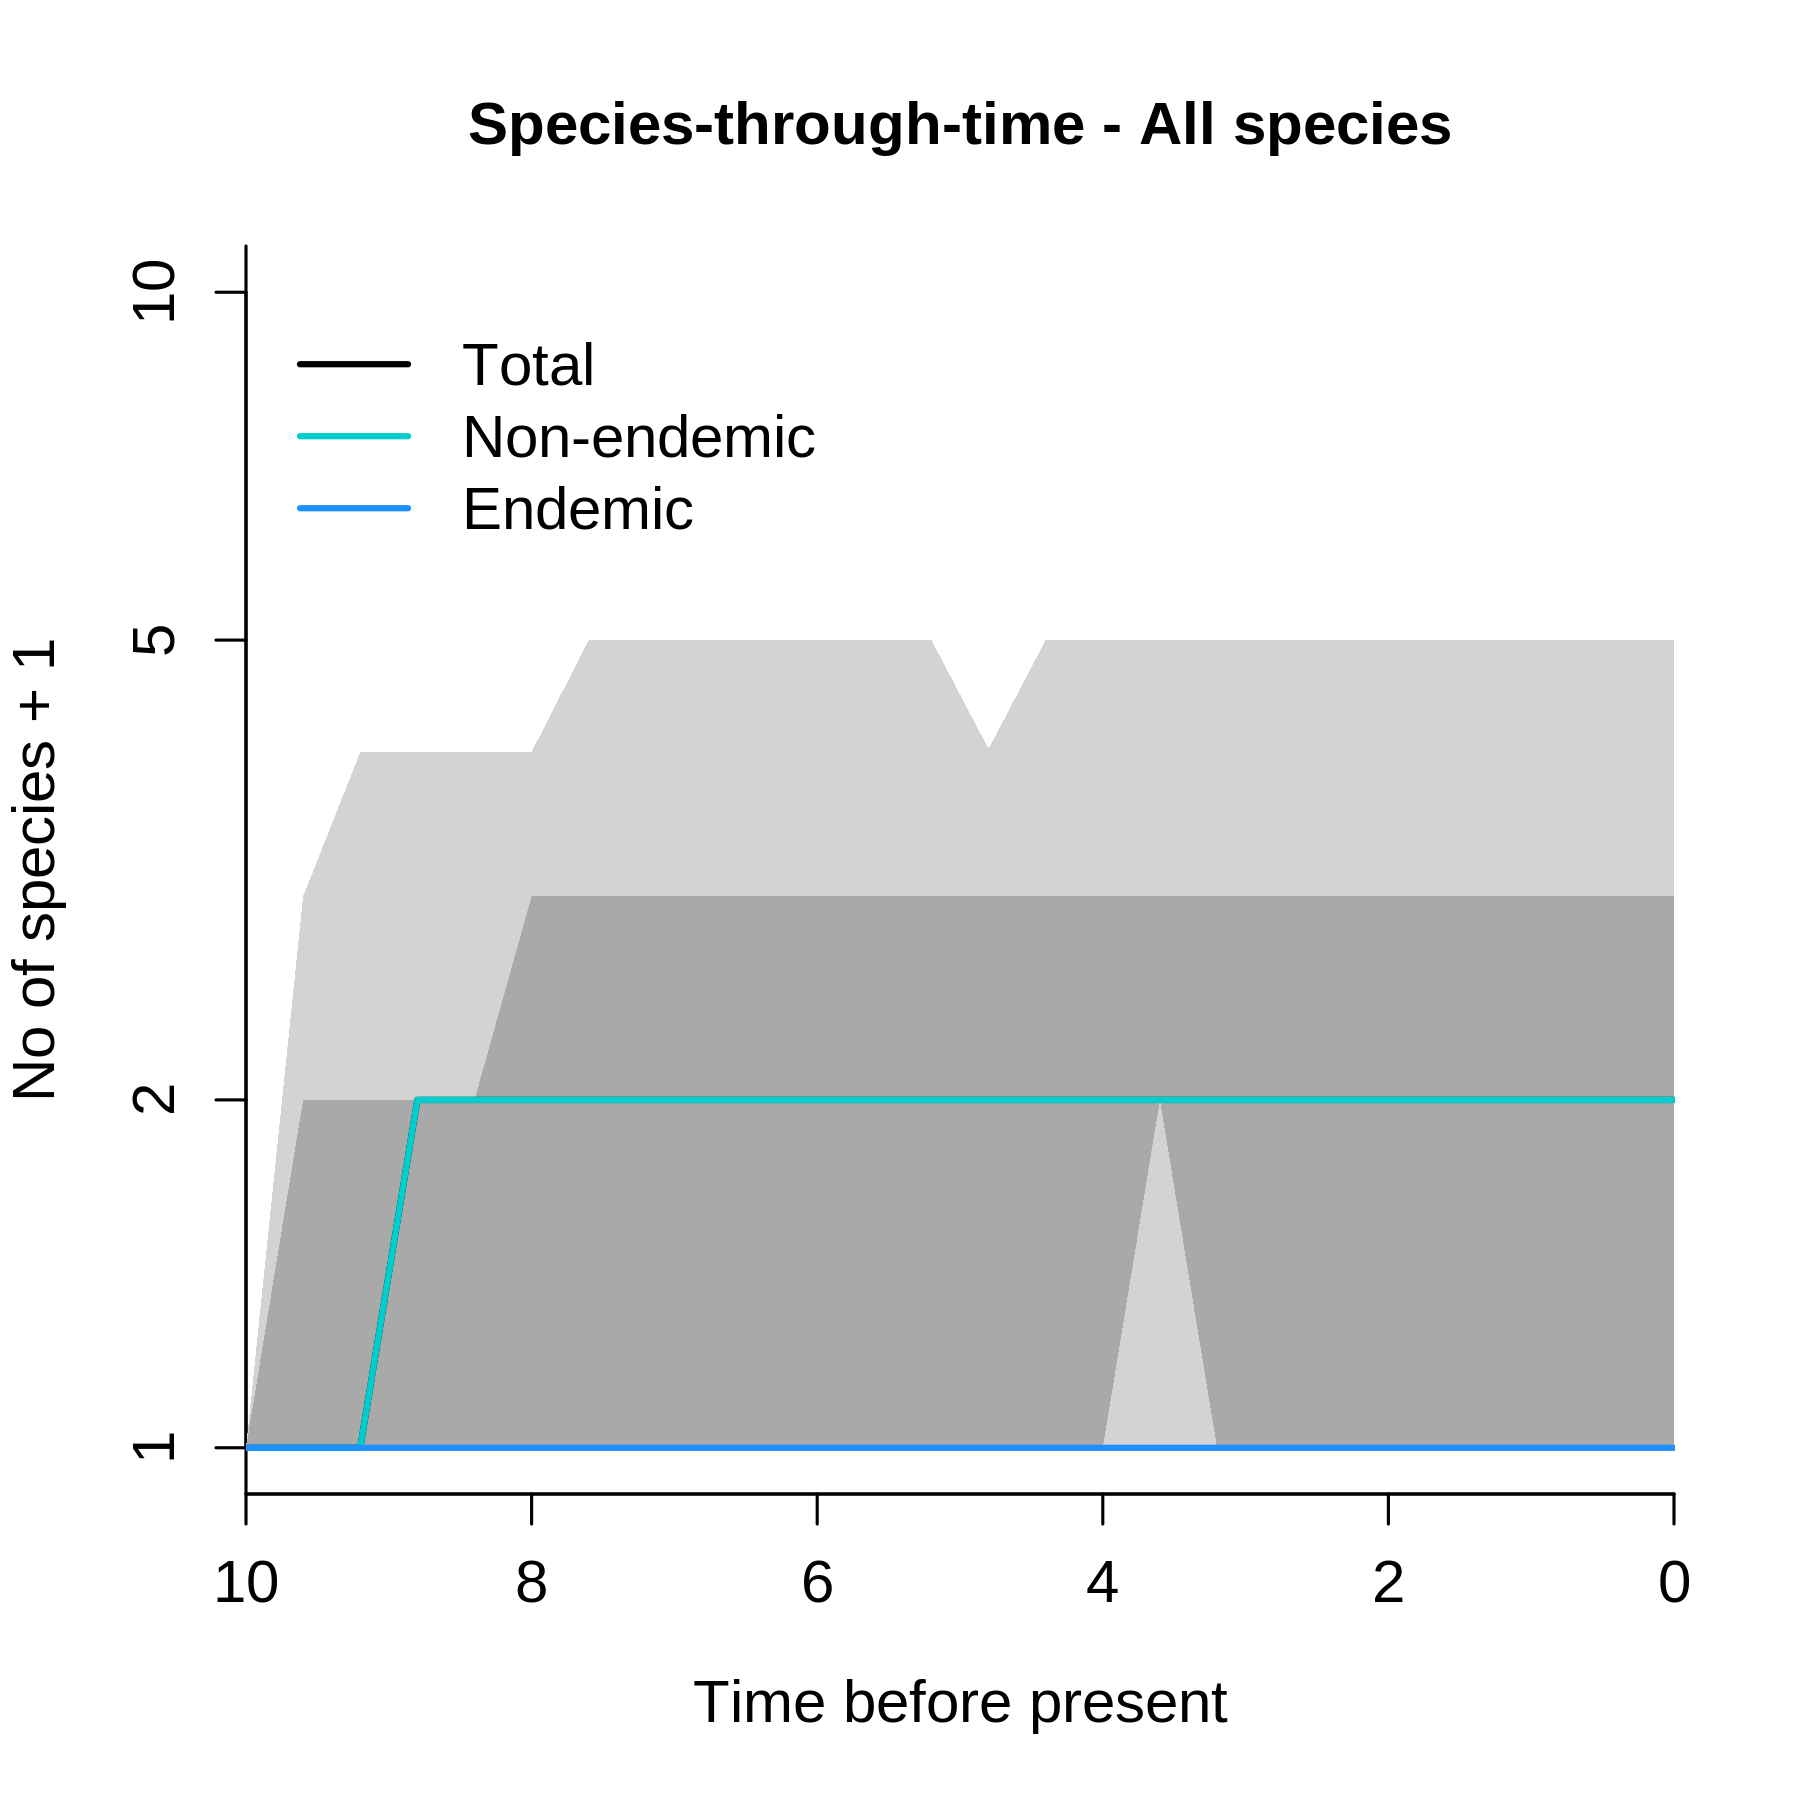 Species-through-time - All species
10
5
2
1
No of species + 1
Total
Non-endemic
Endemic
10 8 6 4 2 0
Time before present